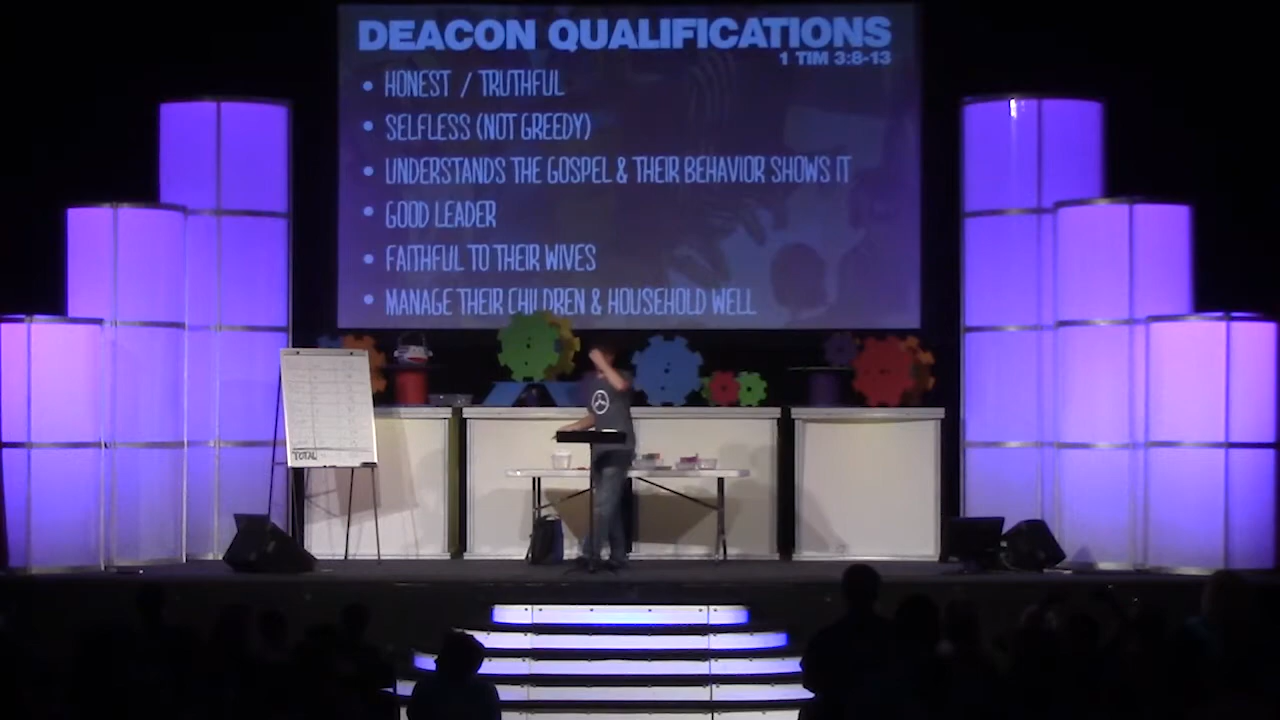 DEACON QUALIFICATIONS
1 TIM 3:8-13
• HONEST / TRUTHFUL
• SELFLESS (NOT GREEDY)
• UNDERSTANDS THE GOSPEL & THEIR BEHAVIOR SHOWS IT
• GOOD LEADER
• FAITHFUL TO THEIR WIVES
• MANAGE THEIR CHILDREN & HOUSEHOLD WELL
TOTAL